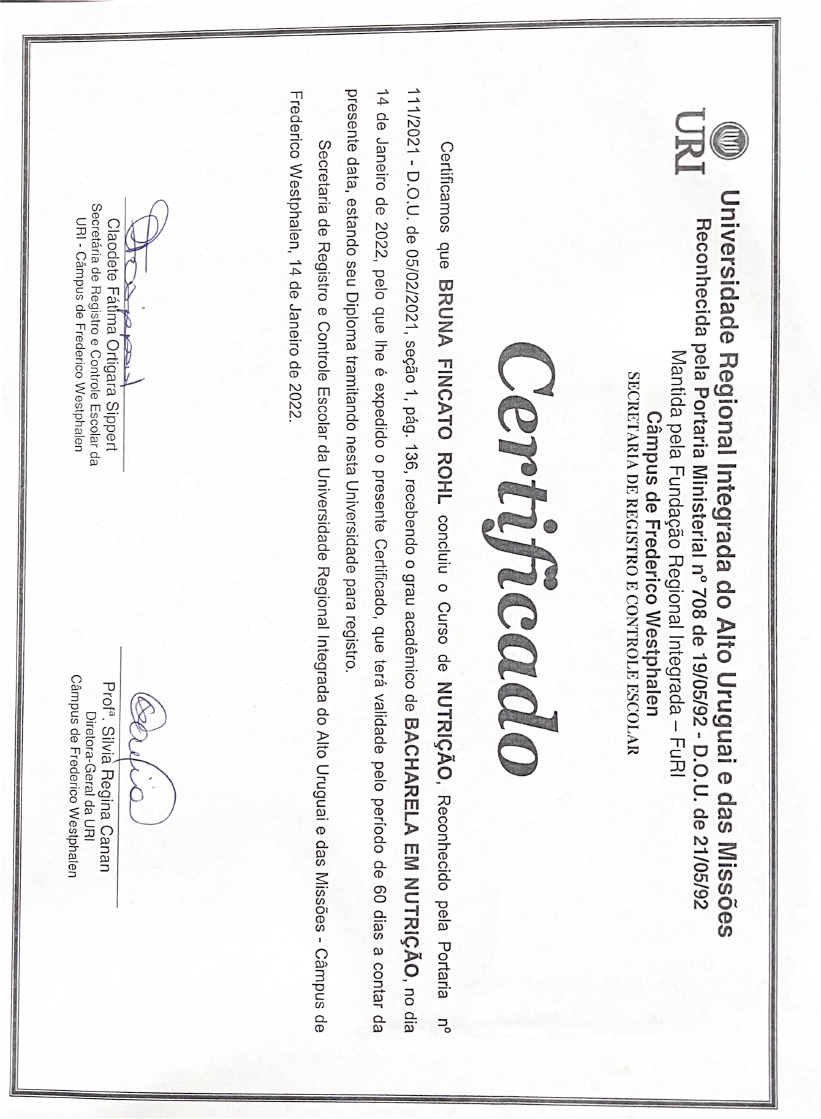 URI
Universidade Regional Integrada do Alto Uruguai e das Missões
Reconhecida pela Portaria Ministerial nº 708 de 19/05/92 - D.O.U. de 21/05/92
Mantida pela Fundação Regional Integrada – FuRI
Câmpus de Frederico Westphalen
SECRETARIA DE REGISTRO E CONTROLE ESCOLAR
Certificado
Certificamos que BRUNA FINCATO ROHL concluiu o Curso de NUTRIÇÃO, Reconhecido pela Portaria nº
111/2021 - D.O.U. de 05/02/2021, seção 1, pág. 136, recebendo o grau acadêmico de BACHARELA EM NUTRIÇÃO, no dia
14 de Janeiro de 2022, pelo que lhe é expedido o presente Certificado, que terá validade pelo período de 60 dias a contar da
presente data, estando seu Diploma tramitando nesta Universidade para registro.
Secretaria de Registro e Controle Escolar da Universidade Regional Integrada do Alto Uruguai e das Missões - Câmpus de
Frederico Westphalen, 14 de Janeiro de 2022.
Claodete Fátima Ortigara Sippert
Secretária de Registro e Controle Escolar da
URI - Câmpus de Frederico Westphalen
Profª. Silvia Regina Canan
Diretora-Geral da URI
Câmpus de Frederico Westphalen